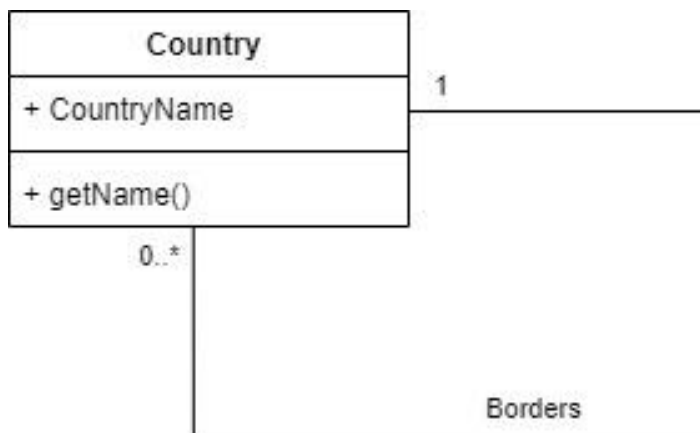 Country
+ CountryName
1
+ getName()
0..*
Borders